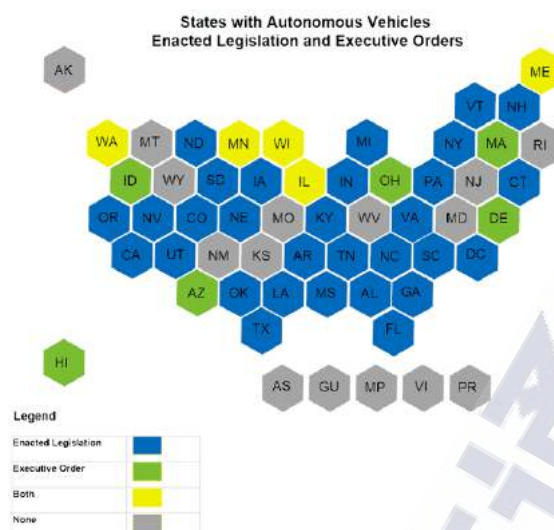 States with Autonomous Vehicles
Enacted Legislation and Executive Orders
AK
ME
VT NH
WA MT ND MN WI MI NY MA RI
ID WY SD IA IL IN OH PA NJ CT
OR NV CO NE MO KY WV VA MD DE
CA UT NM KS AR TN NC SC DC
AZ OK LA MS AL GA
TX FL
HI
AS GU MP VI PR
Legend
Enacted Legislation
Executive Order
Both
None